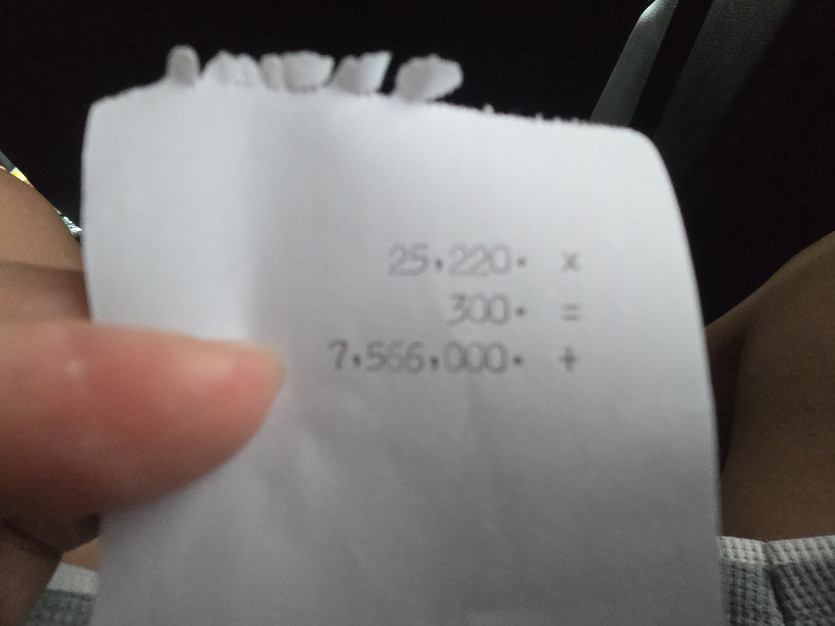 25,220. x
300. =
7,566,000. +